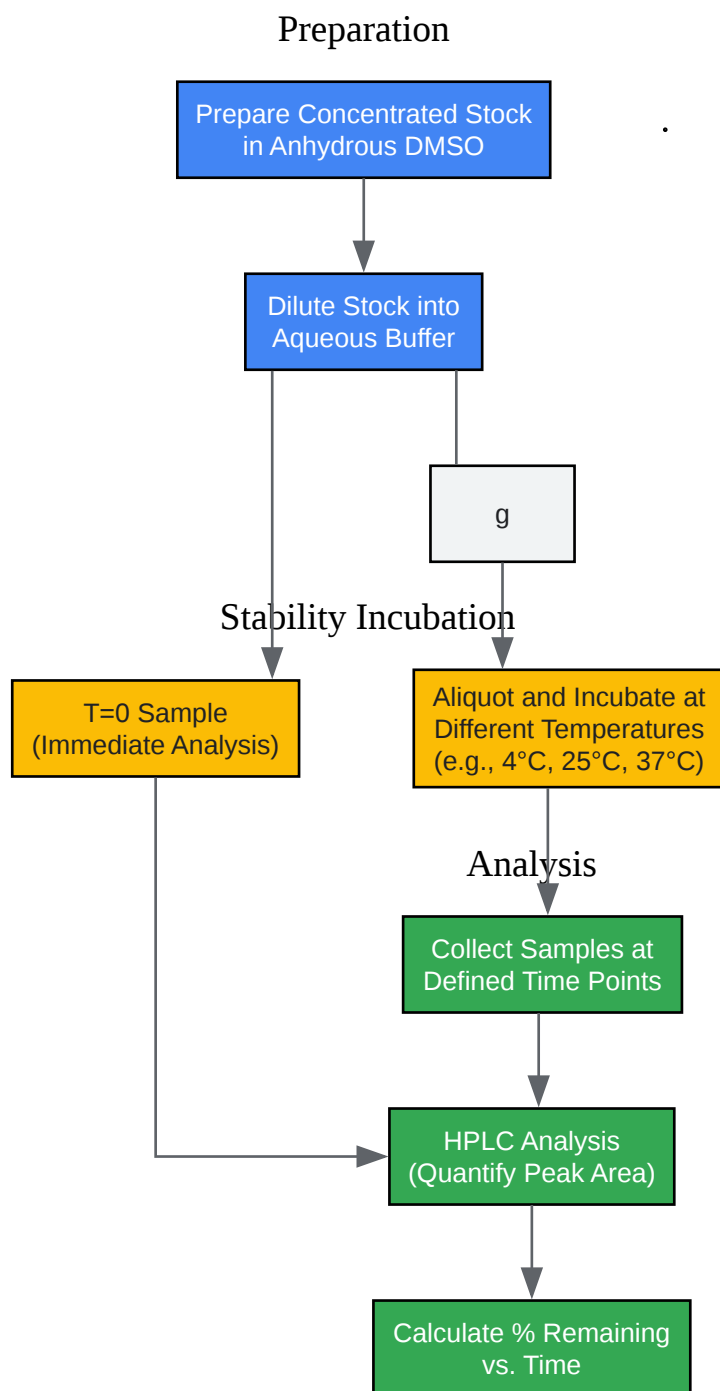 Preparation
Prepare Concentrated Stock
in Anhydrous DMSO
.
Dilute Stock into
Aqueous Buffer
g
Stability Incubation
T=0 Sample
(Immediate Analysis)
Aliquot and Incubate at
Different Temperatures
(e.g., 4°C, 25°C, 37°C)
Analysis
Collect Samples at
Defined Time Points
HPLC Analysis
(Quantify Peak Area)
Calculate % Remaining
vs. Time